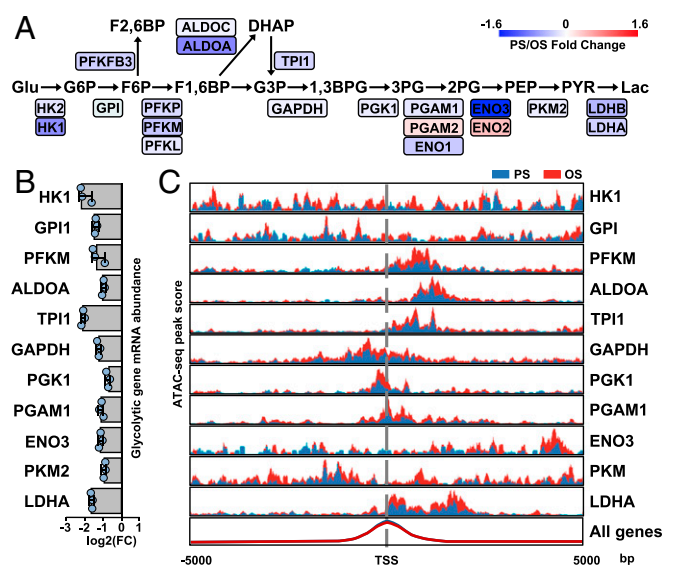 A
F2,6BP
ALDOC
DHAP
ALDOA
-1.6 0 1.6
PS/OS Fold Change
PFKFB3
TPI1
Glu G6P F6P F1,6BP G3P 1,3BPG 3PG 2PG PEP PYR Lac
HK2 GPI PFKP GAPDH PGK1 PGAM1 ENO3 PKM2 LDHB
HK1 PFKM PGAM2 ENO2 LDHA
PFKL ENO1
B
HK1
GPI1
PFKM
ALDOA
TPI1
GAPDH
PGK1
PGAM1
ENO3
PKM2
LDHA
-3 -2 -1 0 1
log2(FC)
Glycolytic gene mRNA abundance
C
PS OS
ATAC-seq peak score
HK1
GPI
PFKM
ALDOA
TPI1
GAPDH
PGK1
PGAM1
ENO3
PKM
LDHA
All genes
-5000 TSS 5000 bp